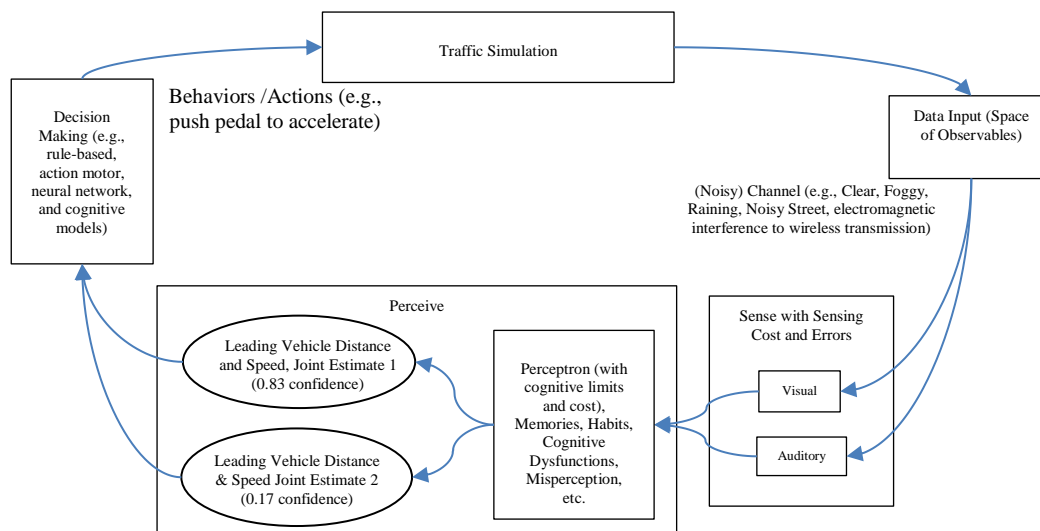 Traffic Simulation
Behaviors /Actions (e.g.,
push pedal to accelerate)
Decision
Making (e.g.,
rule-based,
action motor,
neural network,
and cognitive
models)
Data Input (Space
of Observables)
(Noisy) Channel (e.g., Clear, Foggy,
Raining, Noisy Street, electromagnetic
interference to wireless transmission)
Perceive
Leading Vehicle Distance
and Speed, Joint Estimate 1
(0.83 confidence)
Leading Vehicle Distance
& Speed Joint Estimate 2
(0.17 confidence)
Perceptron (with
cognitive limits
and cost),
Memories, Habits,
Cognitive
Dysfunctions,
Misperception,
etc.
Sense with Sensing
Cost and Errors
Visual
Auditory